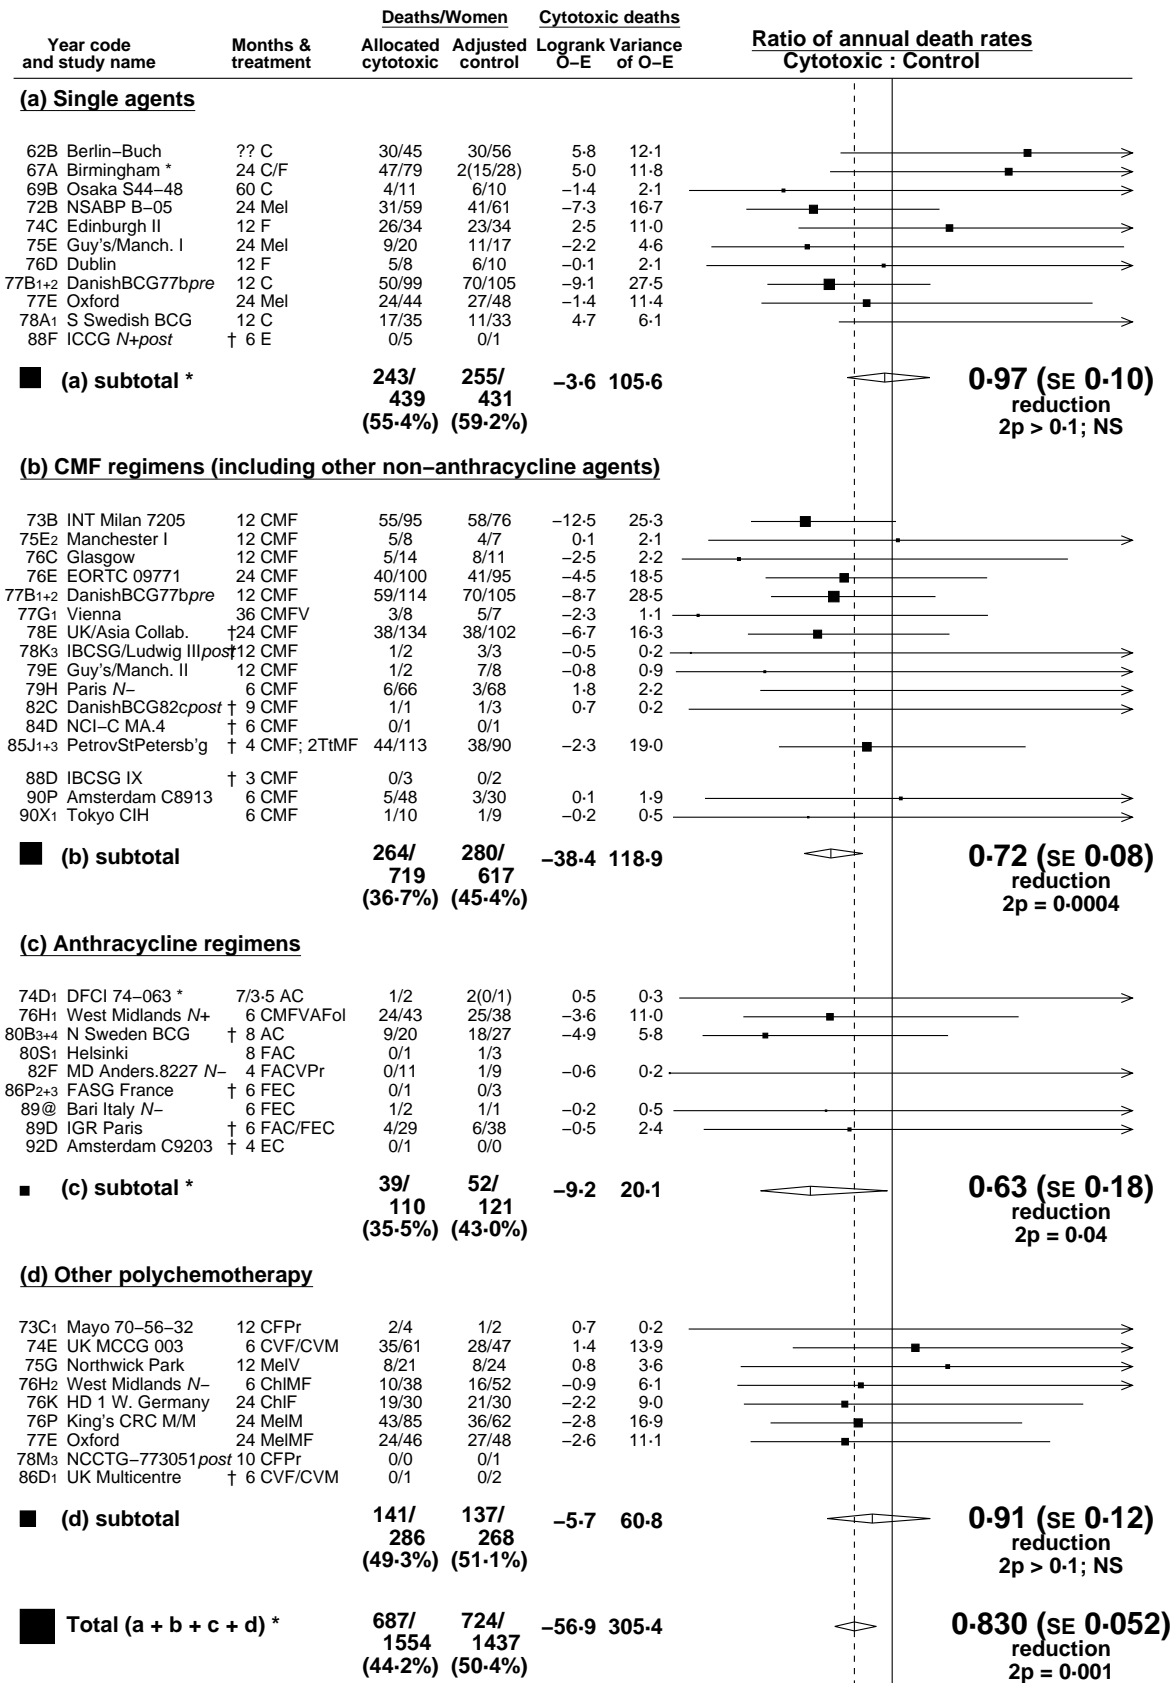 Deaths/Women Cytotoxic deaths
Year code Months & Allocated Adjusted Logrank Variance Ratio of annual death rates
and study name treatment cytotoxic control O–E of O–E Cytotoxic : Control
(a) Single agents
62B Berlin–Buch ?? C 30/45 30/56 5·8 12·1
67A Birmingham * 24 C/F 47/79 2(15/28) 5·0 11·8
69B Osaka S44–48 60 C 4/11 6/10 –1·4 2·1
72B NSABP B–05 24 Mel 31/59 41/61 –7·3 16·7
74C Edinburgh II 12 F 26/34 23/34 2·5 11·0
75E Guy's/Manch. I 24 Mel 9/20 11/17 –2·2 4·6
76D Dublin 12 F 5/8 6/10 –0·1 2·1
77B1+2 DanishBCG77bpre 12 C 50/99 70/105 –9·1 27·5
77E Oxford 24 Mel 24/44 27/48 –1·4 11·4
78A1 S Swedish BCG 12 C 17/35 11/33 4·7 6·1
88F ICCG N+post † 6 E 0/5 0/1
(a) subtotal * 243/ 255/ –3·6 105·6 0·97 (SE 0·10)
439 431 reduction
(55·4%) (59·2%) 2p > 0·1; NS
(b) CMF regimens (including other non–anthracycline agents)
73B INT Milan 7205 12 CMF 55/95 58/76 –12·5 25·3
75E2 Manchester I 12 CMF 5/8 4/7 0·1 2·1
76C Glasgow 12 CMF 5/14 8/11 –2·5 2·2
76E EORTC 09771 24 CMF 40/100 41/95 –4·5 18·5
77B1+2 DanishBCG77bpre 12 CMF 59/114 70/105 –8·7 28·5
77G1 Vienna 36 CMFV 3/8 5/7 –2·3 1·1
78E UK/Asia Collab. †24 CMF 38/134 38/102 –6·7 16·3
78K3 IBCSG/Ludwig IIIpost†12 CMF 1/2 3/3 –0·5 0·2
79E Guy's/Manch. II 12 CMF 1/2 7/8 –0·8 0·9
79H Paris N– 6 CMF 6/66 3/68 1·8 2·2
82C DanishBCG82cpost † 9 CMF 1/1 1/3 0·7 0·2
84D NCI–C MA.4 † 6 CMF 0/1 0/1
85J1+3 PetrovStPetersb'g † 4 CMF; 2TtMF 44/113 38/90 –2·3 19·0
88D IBCSG IX † 3 CMF 0/3 0/2
90P Amsterdam C8913 6 CMF 5/48 3/30 0·1 1·9
90X1 Tokyo CIH 6 CMF 1/10 1/9 –0·2 0·5
(b) subtotal 264/ 280/ –38·4 118·9 0·72 (SE 0·08)
719 617 reduction
(36·7%) (45·4%) 2p = 0·0004
(c) Anthracycline regimens
74D1 DFCI 74–063 * 7/3·5 AC 1/2 2(0/1) 0·5 0·3
76H1 West Midlands N+ 6 CMFVAFol 24/43 25/38 –3·6 11·0
80B3+4 N Sweden BCG † 8 AC 9/20 18/27 –4·9 5·8
80S1 Helsinki 8 FAC 0/1 1/3
82F MD Anders.8227 N– 4 FACVPr 0/11 1/9 –0·6 0·2
86P2+3 FASG France † 6 FEC 0/1 0/3
89@ Bari Italy N– 6 FEC 1/2 1/1 –0·2 0·5
89D IGR Paris † 6 FAC/FEC 4/29 6/38 –0·5 2·4
92D Amsterdam C9203 † 4 EC 0/1 0/0
(c) subtotal * 39/ 52/ –9·2 20·1 0·63 (SE 0·18)
110 121 reduction
(35·5%) (43·0%) 2p = 0·04
(d) Other polychemotherapy
73C1 Mayo 70–56–32 12 CFPr 2/4 1/2 0·7 0·2
74E UK MCCG 003 6 CVF/CVM 35/61 28/47 1·4 13·9
75G Northwick Park 12 MelV 8/21 8/24 0·8 3·6
76H2 West Midlands N– 6 ChlMF 10/38 16/52 –0·9 6·1
76K HD 1 W. Germany 24 ChlF 19/30 21/30 –2·2 9·0
76P King's CRC M/M 24 MelM 43/85 36/62 –2·8 16·9
77E Oxford 24 MelMF 24/46 27/48 –2·6 11·1
78M3 NCCTG–773051post 10 CFPr 0/0 0/1
86D1 UK Multicentre † 6 CVF/CVM 0/1 0/2
(d) subtotal 141/ 137/ –5·7 60·8 0·91 (SE 0·12)
286 268 reduction
(49·3%) (51·1%) 2p > 0·1; NS
Total (a + b + c + d) * 687/ 724/ –56·9 305·4 0·830 (SE 0·052)
1554 1437 reduction
(44·2%) (50·4%) 2p = 0·001